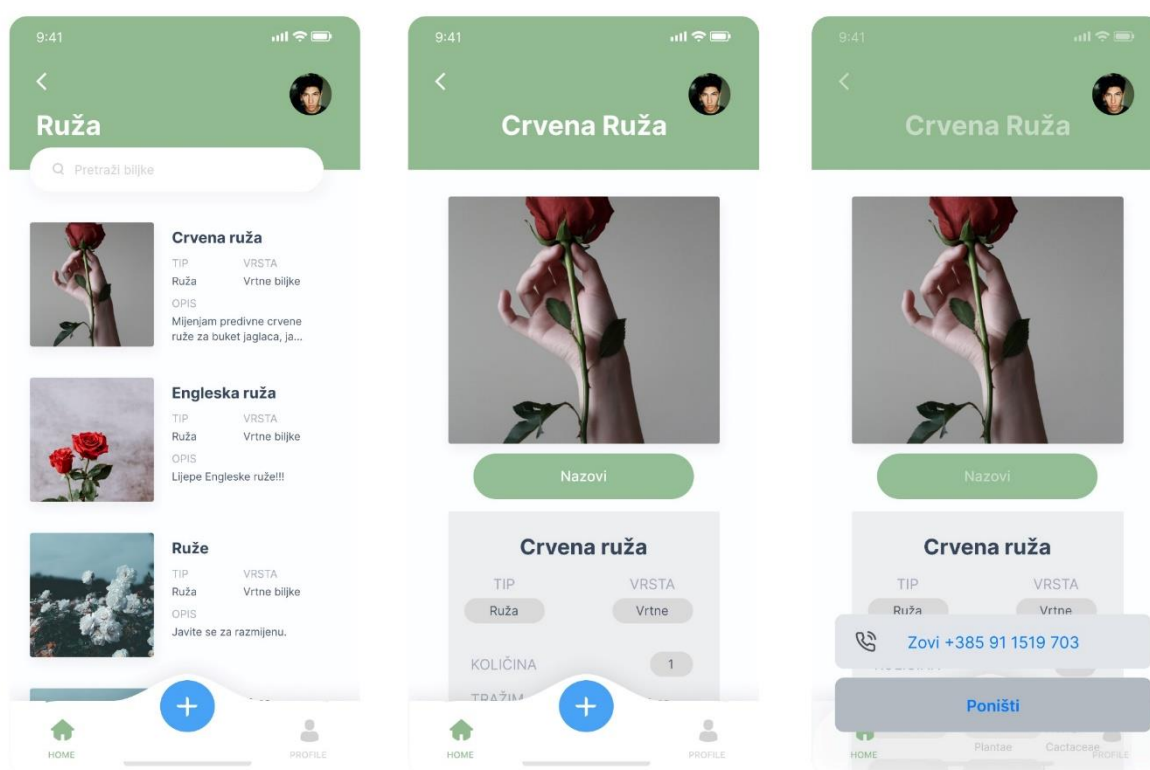 9:41
Ruža
Pretraži biljke
Crvena ruža
TIP VRSTA
Ruža Vrtne biljke
OPIS
Mijenjam predivne crvene
ruže za buket jaglaca, ja...
Engleska ruža
TIP VRSTA
Ruža Vrtne biljke
OPIS
Lijepe Engleske ruže!!!
Ruže
TIP VRSTA
Ruža Vrtne biljke
OPIS
Javite se za razmijenu.
HOME PROFILE
9:41
Crvena Ruža
Nazovi
Crvena ruža
TIP VRSTA
Ruža Vrtne
KOLIČINA 1
TRAŽIM
HOME PROFILE
9:41
Crvena Ruža
Nazovi
Crvena ruža
TIP VRSTA
Ruža Vrtne
Zovi +385 91 1519 703
Poništi
Plantae Cactaceae
HOME PROFILE